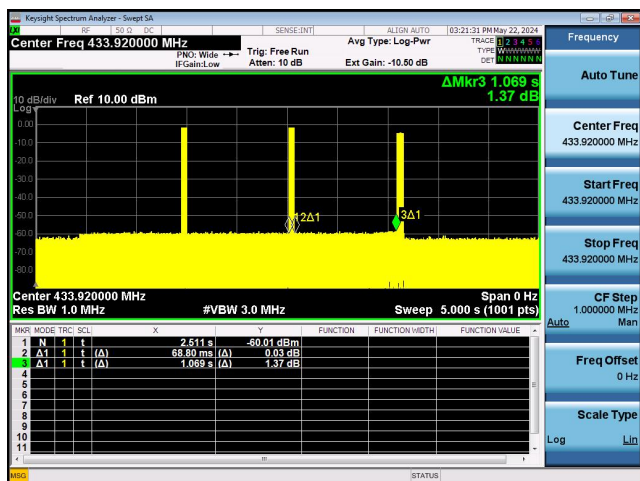 Keysight Spectrum Analyzer - Swept SA
LXI RF 50 Ω DC SENSE:INT ALIGN AUTO 03:21:31 PM May 22, 2024
Center Freq 433.920000 MHz
PNO: Wide
IFGain:Low
Trig: Free Run
Atten: 10 dB
Avg Type: Log-Pwr
Ext Gain: -10.50 dB
TRACE 1 2 3 4 5 6
TYPE WWWWWW
DET N N N N N N
ΔMkr3 1.069 s
1.37 dB
10 dB/div Ref 10.00 dBm
Log
0.00
-10.0
-20.0
-30.0
-40.0
-50.0
-60.0
-70.0
-80.0
12Δ1
3Δ1
Center 433.920000 MHz Span 0 Hz
Res BW 1.0 MHz #VBW 3.0 MHz Sweep 5.000 s (1001 pts)
MKR MODE TRC SCL X Y FUNCTION FUNCTION WIDTH FUNCTION VALUE
1 N 1 t 2.511 s -60.01 dBm
2 Δ1 1 t (Δ) 68.80 ms (Δ) 0.03 dB
3 Δ1 1 t (Δ) 1.069 s (Δ) 1.37 dB
4
5
6
7
8
9
10
11
MSG STATUS
Frequency
Auto Tune
Center Freq
433.920000 MHz
Start Freq
433.920000 MHz
Stop Freq
433.920000 MHz
CF Step
1.000000 MHz
Auto Man
Freq Offset
0 Hz
Scale Type
Log Lin